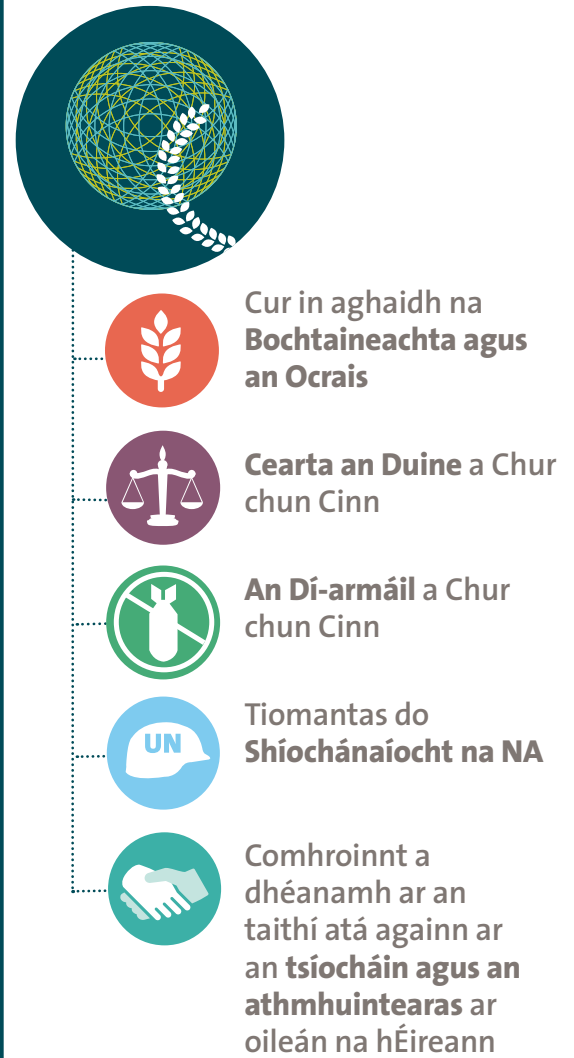 Cur in aghaidh na
Bochtaineachta agus
an Ocrais
Cearta an Duine a Chur
chun Cinn
An Dí-armáil a Chur
chun Cinn
UN
Tiomantas do
Shíochánaíocht na NA
Comhroinnt a
dhéanamh ar an
taithí atá againn ar
an tsíocháin agus an
athmhuintearas ar
oileán na hÉireann